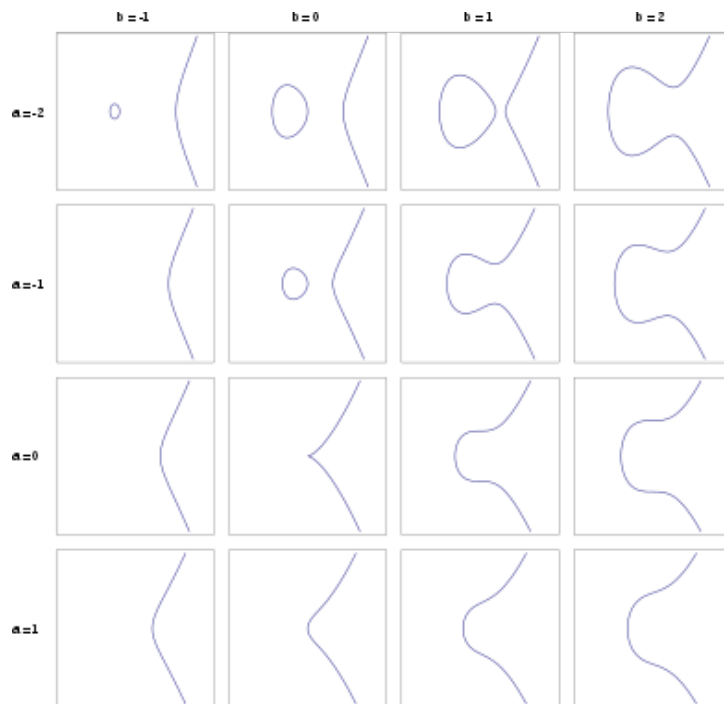 b = -1 b = 0 b = 1 b = 2
a = -2
a = -1
a = 0
a = 1